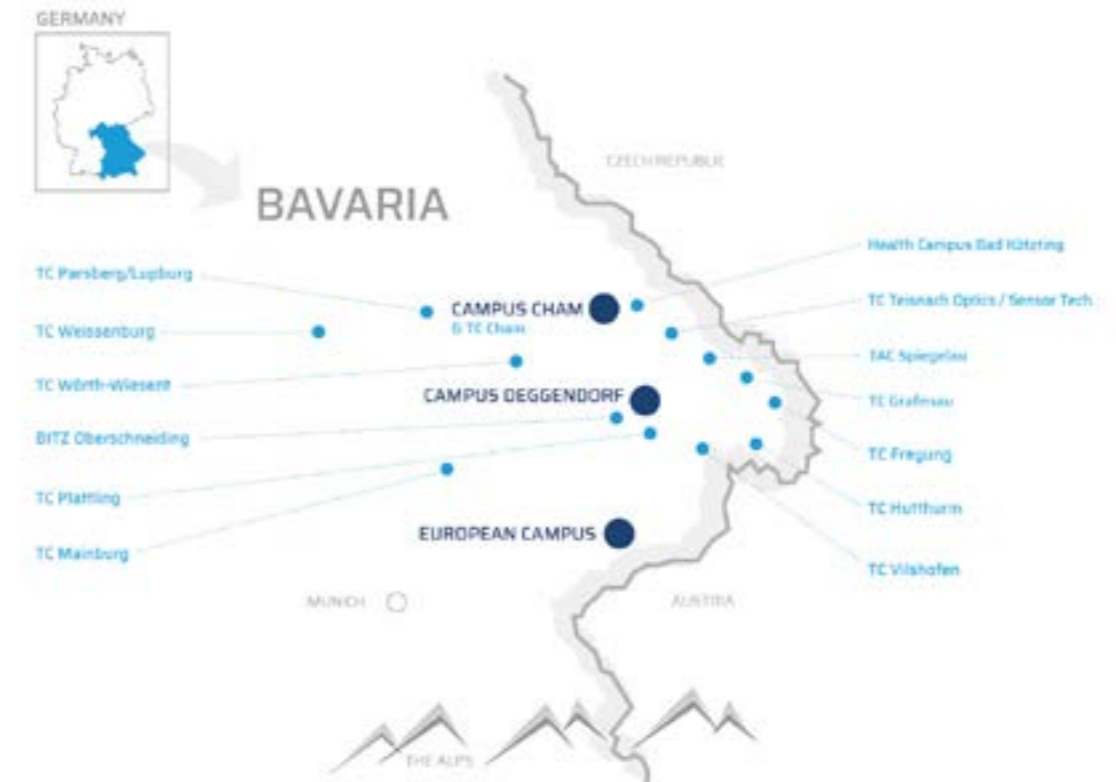 GERMANY
CZECH REPUBLIC
BAVARIA
Health Campus Bad Kötzting
TC Parsberg/Lupburg
CAMPUS CHAM
& TC Cham
TC Teisnach Optics / Sensor Tech.
TC Weissenburg
TAC Spiegelau
TC Wörth-Wiesent
CAMPUS DEGGENDORF
TC Grafenau
BITZ Oberschneiding
TC Freyung
TC Plattling
TC Hutthurm
EUROPEAN CAMPUS
TC Mainburg
TC Vilshofen
MUNICH
AUSTRIA
THE ALPS